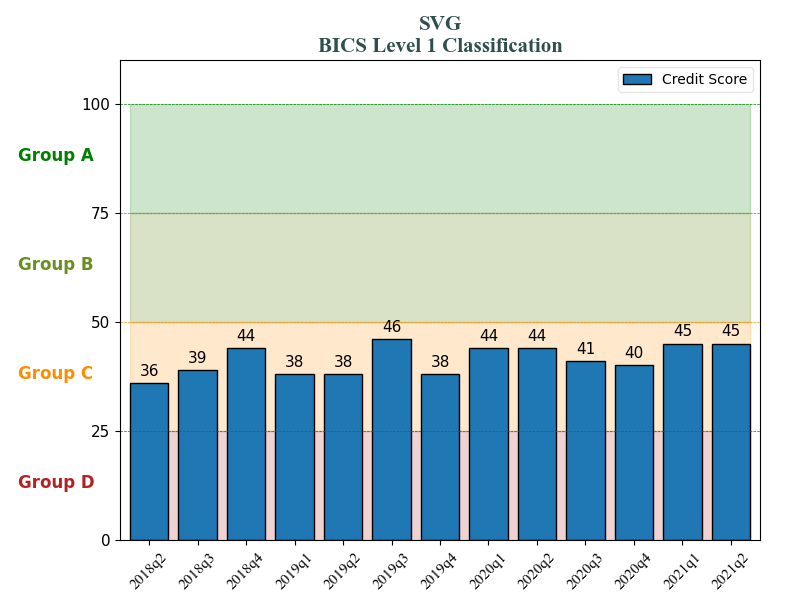 SVG
BICS Level 1 Classification
Credit Score
100
Group A
75
Group B
50
46
45
45
44
44
44
41
40
39
38
38
38
36
Group C
25
Group D
0
2018q2
2018q3
2018q4
2019q1
2019q2
2019q3
2019q4
2020q1
2020q2
2020q3
2020q4
2021q1
2021q2